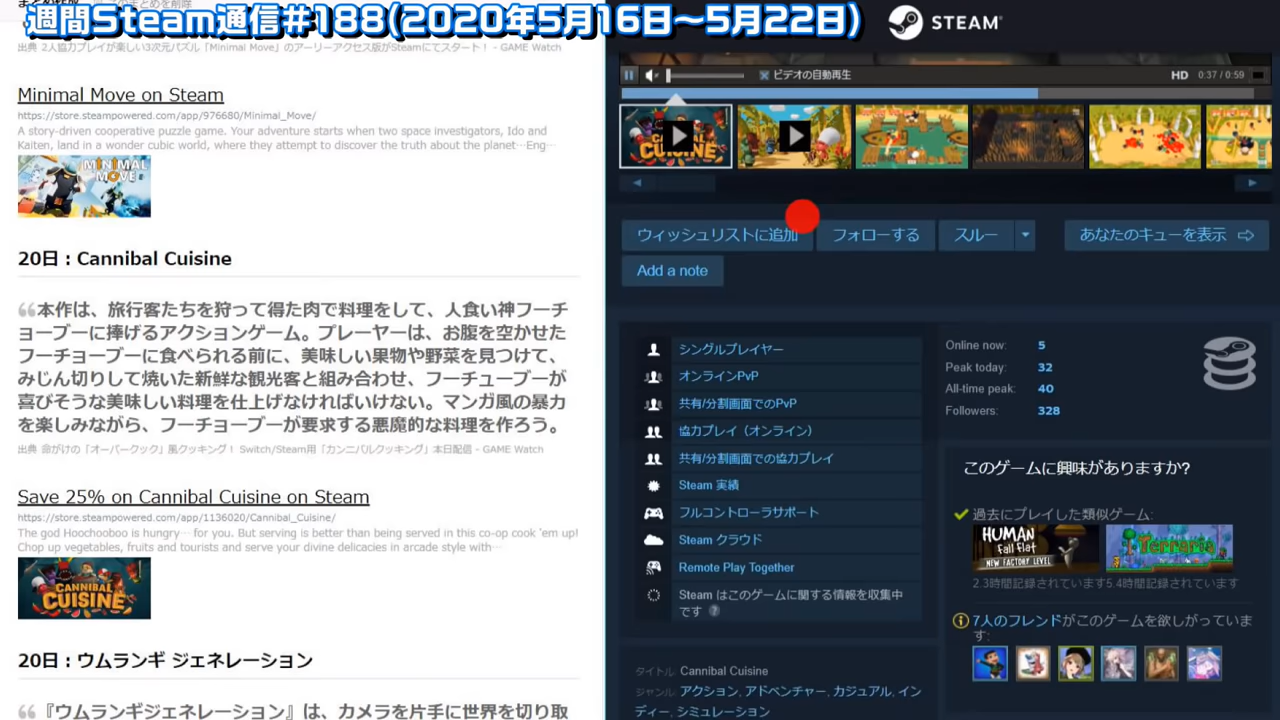 週間Steam通信#188(2020年5月16日～5月22日)
出典 2人協力プレイが楽しい3次元パズル「Minimal Move」のアーリーアクセス版がSteamにてスタート！ - GAME Watch
Minimal Move on Steam
https://store.steampowered.com/app/976680/Minimal_Move/
A story-driven cooperative puzzle game. Your adventure starts when two space investigators, Ido and
Kaiten, land in a wonder cubic world, where they attempt to discover the truth about the planet…Eng…
MINIMAL MOVE
20日：Cannibal Cuisine
本作は、旅行客たちを狩って得た肉で料理をして、人食い神フーチ
ョーブーに捧げるアクションゲーム。プレーヤーは、お腹を空かせた
フーチョーブーに食べられる前に、美味しい果物や野菜を見つけて、
みじん切りして焼いた新鮮な観光客と組み合わせ、フーチューブーが
喜びそうな美味しい料理を仕上げなければいけない。マンガ風の暴力
を楽しみながら、フーチョーブーが要求する悪魔的な料理を作ろう。
出典 命がけの「オーバークック」風クッキング！ Switch/Steam用「カンニバルクッキング」本日配信 - GAME Watch
Save 25% on Cannibal Cuisine on Steam
https://store.steampowered.com/app/1136020/Cannibal_Cuisine/
The god Hoochooboo is hungry… for you. But serving is better than being served in this co-op cook 'em up!
Chop up vegetables, fruits and tourists and serve your divine delicacies in arcade style with…
CANNIBAL CUISINE
20日：ウムランギ ジェネレーション
『ウムランギジェネレーション』は、カメラを片手に世界を切り取
STEAM
ビデオの自動再生
HD 0:37 / 0:59
CANNIBAL CUISINE
ウィッシュリストに追加 フォローする スルー あなたのキューを表示
Add a note
シングルプレイヤー
オンラインPvP
共有/分割画面でのPvP
協力プレイ（オンライン）
共有/分割画面での協力プレイ
Steam 実績
フルコントローラサポート
Steam クラウド
Remote Play Together
Steam はこのゲームに関する情報を収集中
です ?
タイトル: Cannibal Cuisine
ジャンル: アクション, アドベンチャー, カジュアル, イン
ディー, シミュレーション
Online now: 5
Peak today: 32
All-time peak: 40
Followers: 328
このゲームに興味がありますか?
過去にプレイした類似ゲーム:
HUMAN Fall Flat NEW FACTORY LEVEL
Terraria
2.3時間記録されています5.4時間記録されています
7人のフレンドがこのゲームを欲しがっていま
す: